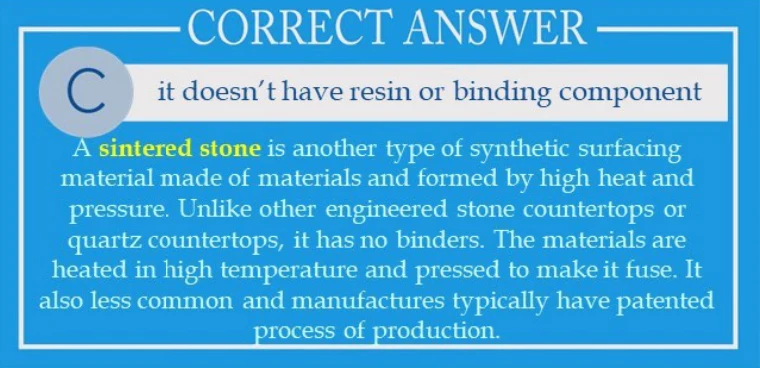 CORRECT ANSWER
C it doesn't have resin or binding component
A sintered stone is another type of synthetic surfacing
material made of materials and formed by high heat and
pressure. Unlike other engineered stone countertops or
quartz countertops, it has no binders. The materials are
heated in high temperature and pressed to make it fuse. It
also less common and manufactures typically have patented
process of production.